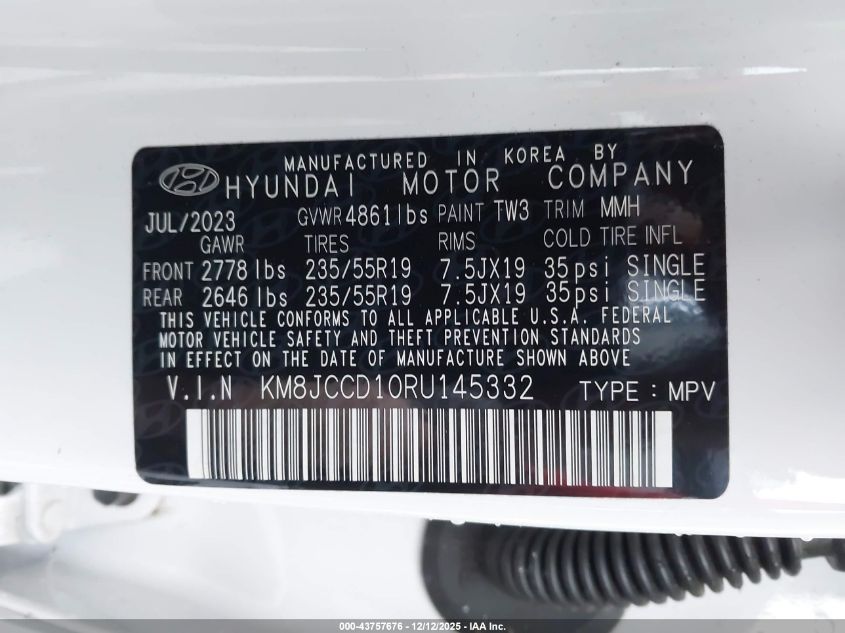 MANUFACTURED IN KOREA BY
HYUNDAI MOTOR COMPANY
JUL/2023 GVWR 4861lbs PAINT TW3 TRIM MMH
GAWR TIRES RIMS COLD TIRE INFL
FRONT 2778 lbs 235/55R19 7.5JX19 35psi SINGLE
REAR 2646 lbs 235/55R19 7.5JX19 35psi SINGLE
THIS VEHICLE CONFORMS TO ALL APPLICABLE U.S.A. FEDERAL
MOTOR VEHICLE SAFETY AND THEFT PREVENTION STANDARDS
IN EFFECT ON THE DATE OF MANUFACTURE SHOWN ABOVE
V.I.N KM8JCCD10RU145332 TYPE : MPV
000-43757676 - 12/12/2025 - IAA Inc.